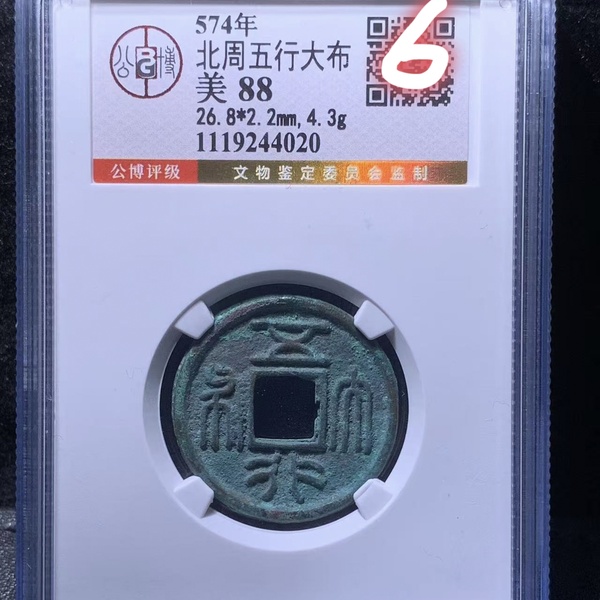 公 PG 博
574年
北周五行大布
美 88
26.8*2.2mm,4.3g
1119244020
公博评级 文物鉴定委员会监制
6
五
布 大
行